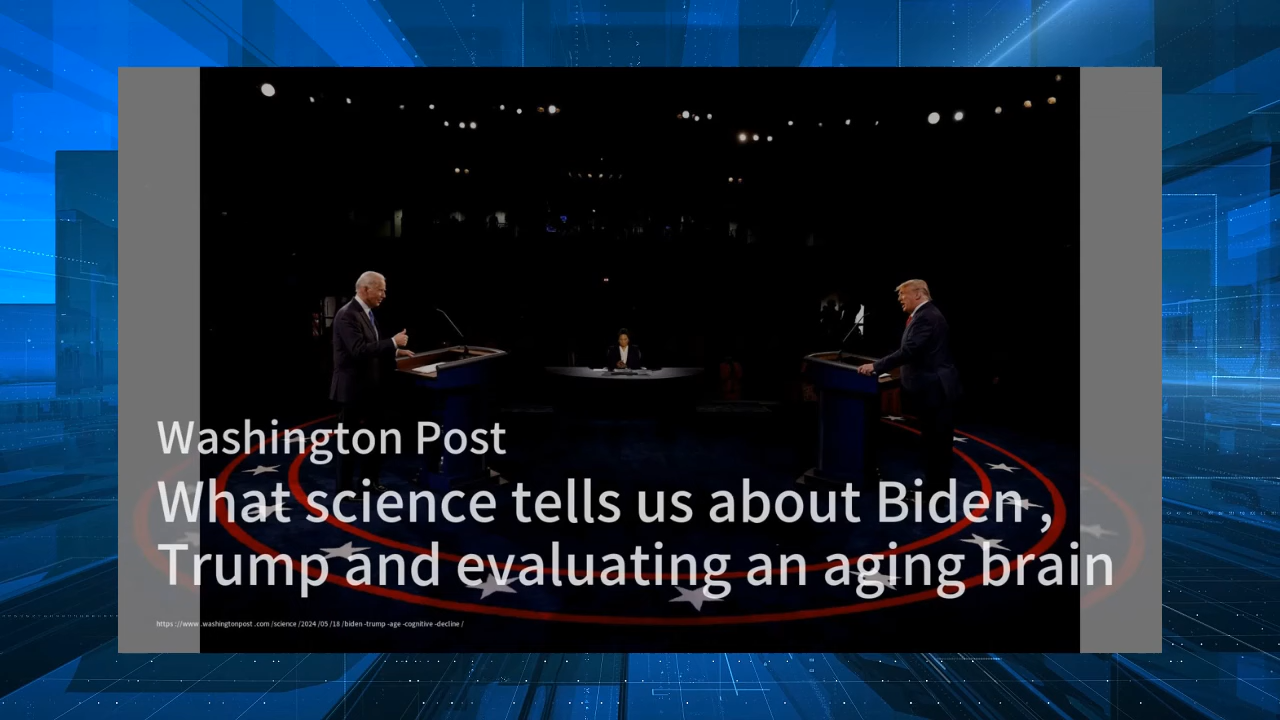 Washington Post
What science tells us about Biden ,
Trump and evaluating an aging brain
https ://www .washingtonpost .com /science /2024 /05 /18 /biden -trump -age -cognitive -decline /